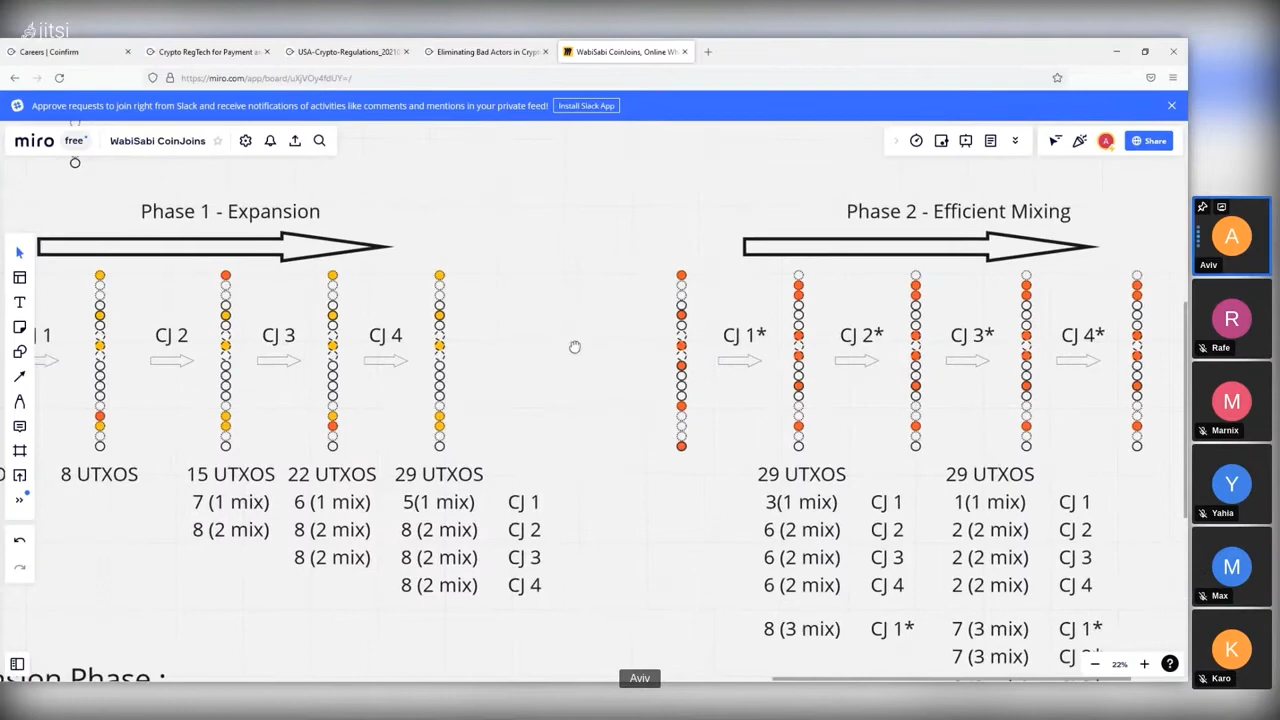 jitsi
Careers | Coinfirm
Crypto RegTech for Payment a
USA-Crypto-Regulations_2021
Eliminating Bad Actors in Cryp
WabiSabi CoinJoins, Online Wh
https://miro.com/app/board/uXjVOy4fdUY=/
Approve requests to join right from Slack and receive notifications of activities like comments and mentions in your private feed! Install Slack App
miro free WabiSabi CoinJoins
A Share
Phase 1 - Expansion
Phase 2 - Efficient Mixing
J 1 CJ 2 CJ 3 CJ 4 CJ 1* CJ 2* CJ 3* CJ 4*
8 UTXOS 15 UTXOS 22 UTXOS 29 UTXOS 29 UTXOS 29 UTXOS
7 (1 mix) 6 (1 mix) 5(1 mix) CJ 1 3(1 mix) CJ 1 1(1 mix) CJ 1
8 (2 mix) 8 (2 mix) 8 (2 mix) CJ 2 6 (2 mix) CJ 2 2 (2 mix) CJ 2
8 (2 mix) 8 (2 mix) CJ 3 6 (2 mix) CJ 3 2 (2 mix) CJ 3
8 (2 mix) CJ 4 6 (2 mix) CJ 4 2 (2 mix) CJ 4
8 (3 mix) CJ 1* 7 (3 mix) CJ 1*
7 (3 mix) CJ
22%
nsion Phase :
Aviv
A
Aviv
R
Rafe
M
Marnix
Y
Yahia
M
Max
K
Karo